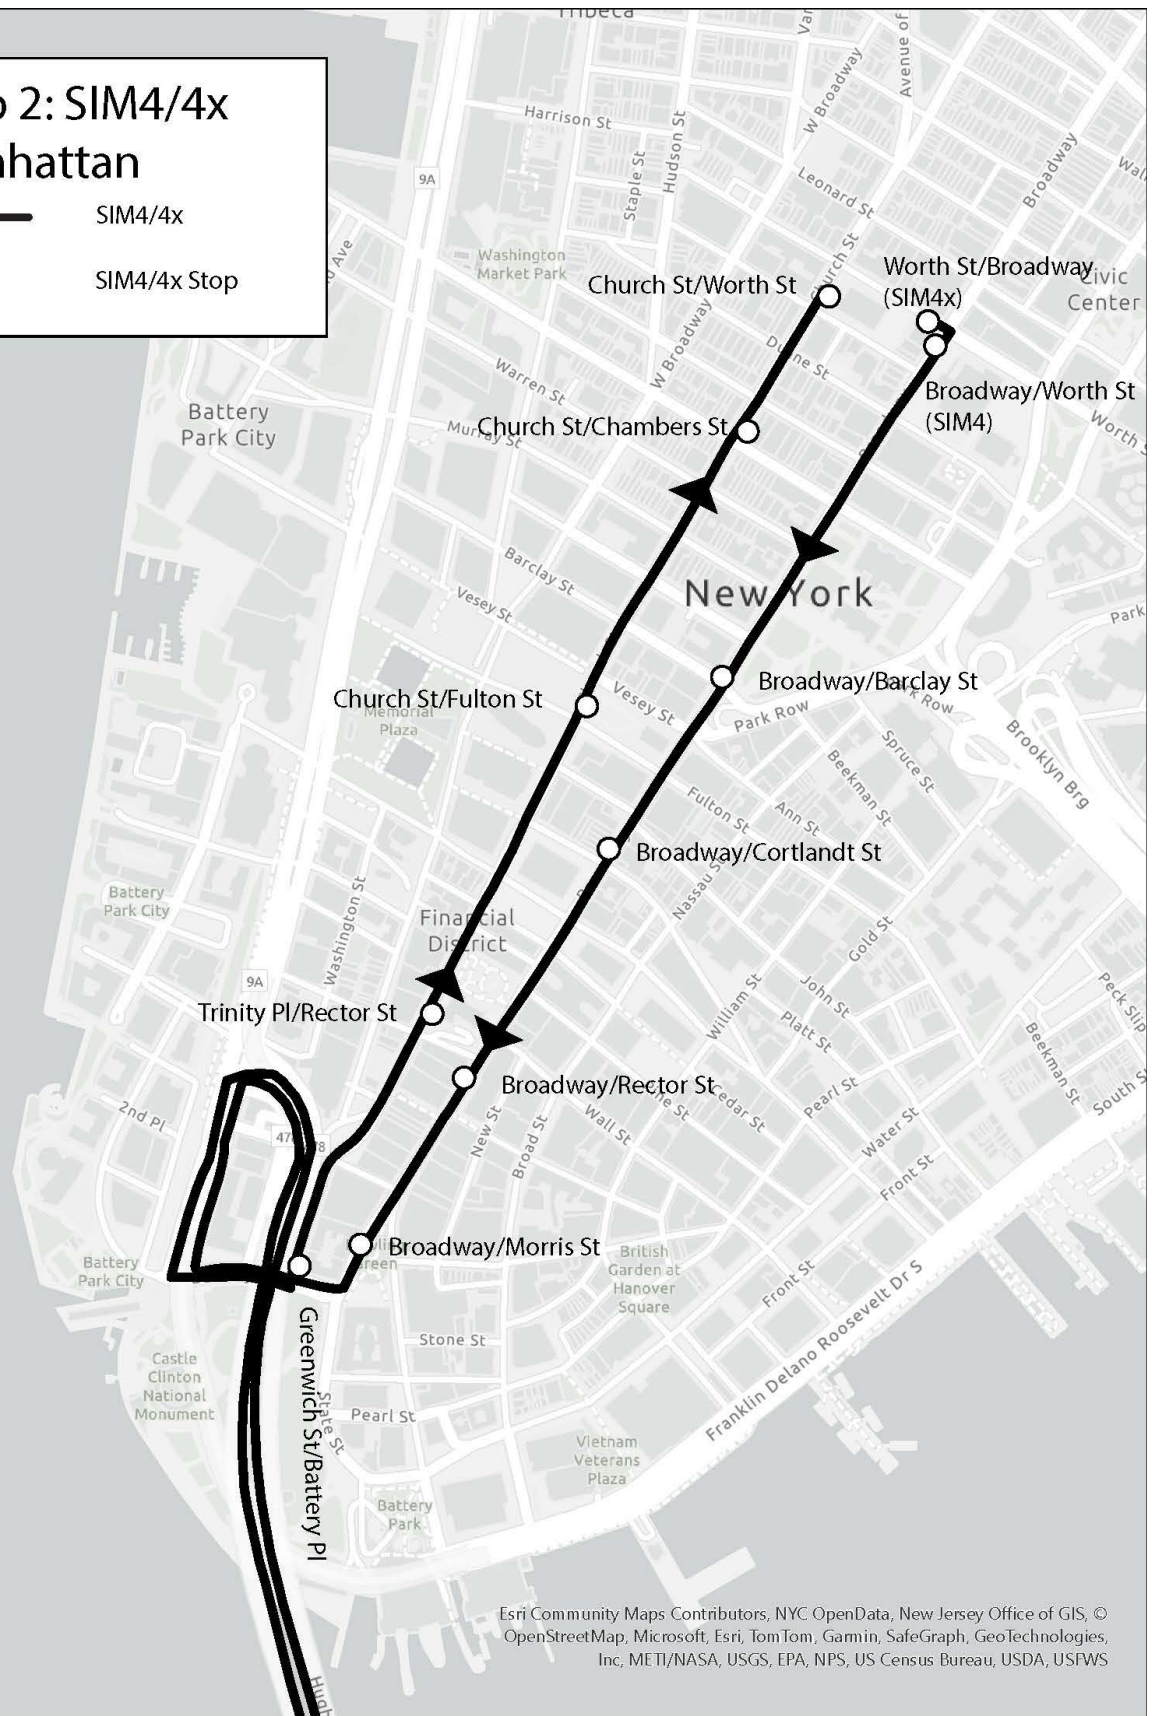 Tribeca
2: SIM4/4x
hattan
SIM4/4x
SIM4/4x Stop
9A
Harrison St
Staple St
Hudson St
W Broadway
Avenue of
Broadway
Leonard St
Church St
Washington
Market Park
Church St/Worth St
Worth St/Broadway
(SIM4x)
Civic
Center
W Broadway
Duane St
Warren St
Broadway/Worth St
(SIM4)
Worth S
Battery
Park City
Murray St
Church St/Chambers St
Barclay St
Vesey St
New York
Park
Church St/Fulton St
Memorial
Plaza
Vesey St
Broadway/Barclay St
Park Row
Park Row
Brooklyn Brg
Spruce St
Beekman St
Fulton St
Ann St
Broadway/Cortlandt St
Nassau St
Battery
Park City
Washington St
Financial
District
Gold St
9A
Trinity Pl/Rector St
William St
John St
Platt St
Peck Slip
Beekman St
South St
Broadway/Rector St
Cedar St
Pearl St
2nd Pl
New St
Broad St
Wall St
Water St
Front St
Broadway/Morris St
Battery
Park City
British
Garden at
Hanover
Square
Front St
Greenwich St/Battery Pl
Stone St
Franklin Delano Roosevelt Dr S
Castle
Clinton
National
Monument
State St
Pearl St
Vietnam
Veterans
Plaza
Battery
Park
Hugh
Esri Community Maps Contributors, NYC OpenData, New Jersey Office of GIS, ©
OpenStreetMap, Microsoft, Esri, TomTom, Garmin, SafeGraph, GeoTechnologies,
Inc, METI/NASA, USGS, EPA, NPS, US Census Bureau, USDA, USFWS